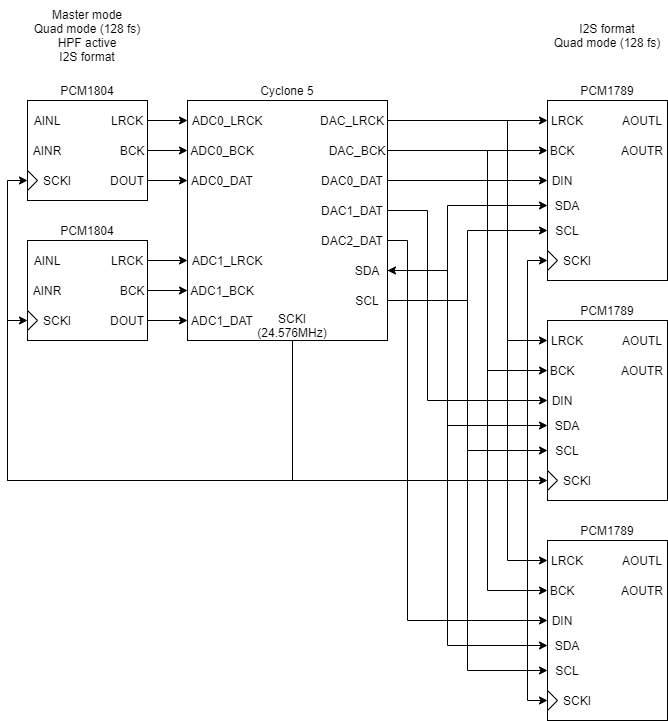 Master mode
Quad mode (128 fs)
HPF active
I2S format
I2S format
Quad mode (128 fs)
PCM1804
AINL LRCK
AINR BCK
SCKI DOUT
PCM1804
AINL LRCK
AINR BCK
SCKI DOUT
Cyclone 5
ADC0_LRCK DAC_LRCK
ADC0_BCK DAC_BCK
ADC0_DAT DAC0_DAT
DAC1_DAT
DAC2_DAT
ADC1_LRCK SDA
ADC1_BCK SCL
ADC1_DAT SCKI
(24.576MHz)
PCM1789
LRCK AOUTL
BCK AOUTR
DIN
SDA
SCL
SCKI
PCM1789
LRCK AOUTL
BCK AOUTR
DIN
SDA
SCL
SCKI
PCM1789
LRCK AOUTL
BCK AOUTR
DIN
SDA
SCL
SCKI